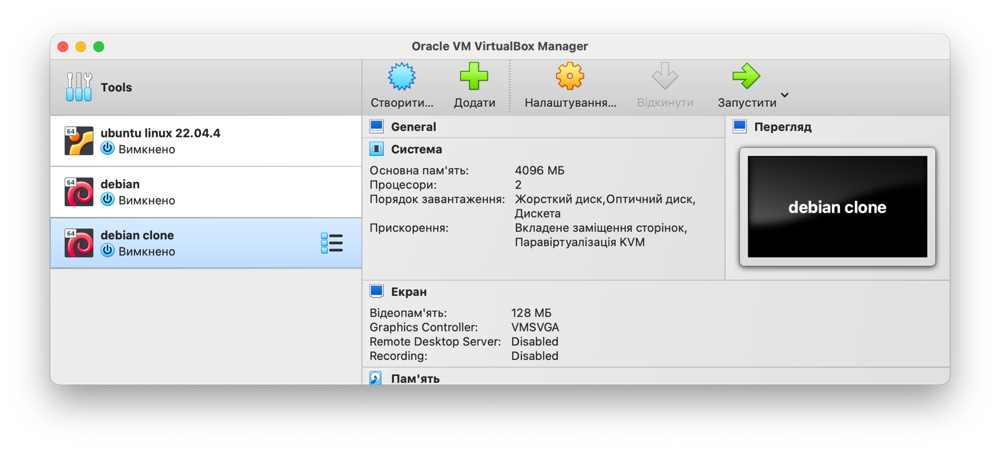 Oracle VM VirtualBox Manager
Tools
Створити...
Додати
Налаштування...
Відкинути
Запустити
64
ubuntu linux 22.04.4
Вимкнено
64
debian
Вимкнено
64
debian clone
Вимкнено
General
Система
Основна пам'ять: 4096 МБ
Процесори: 2
Порядок завантаження: Жорсткий диск,Оптичний диск,
Дискета
Прискорення: Вкладене заміщення сторінок,
Паравіртуалізація KVM
Перегляд
debian clone
Екран
Відеопам'ять: 128 МБ
Graphics Controller: VMSVGA
Remote Desktop Server: Disabled
Recording: Disabled
Пам'ять